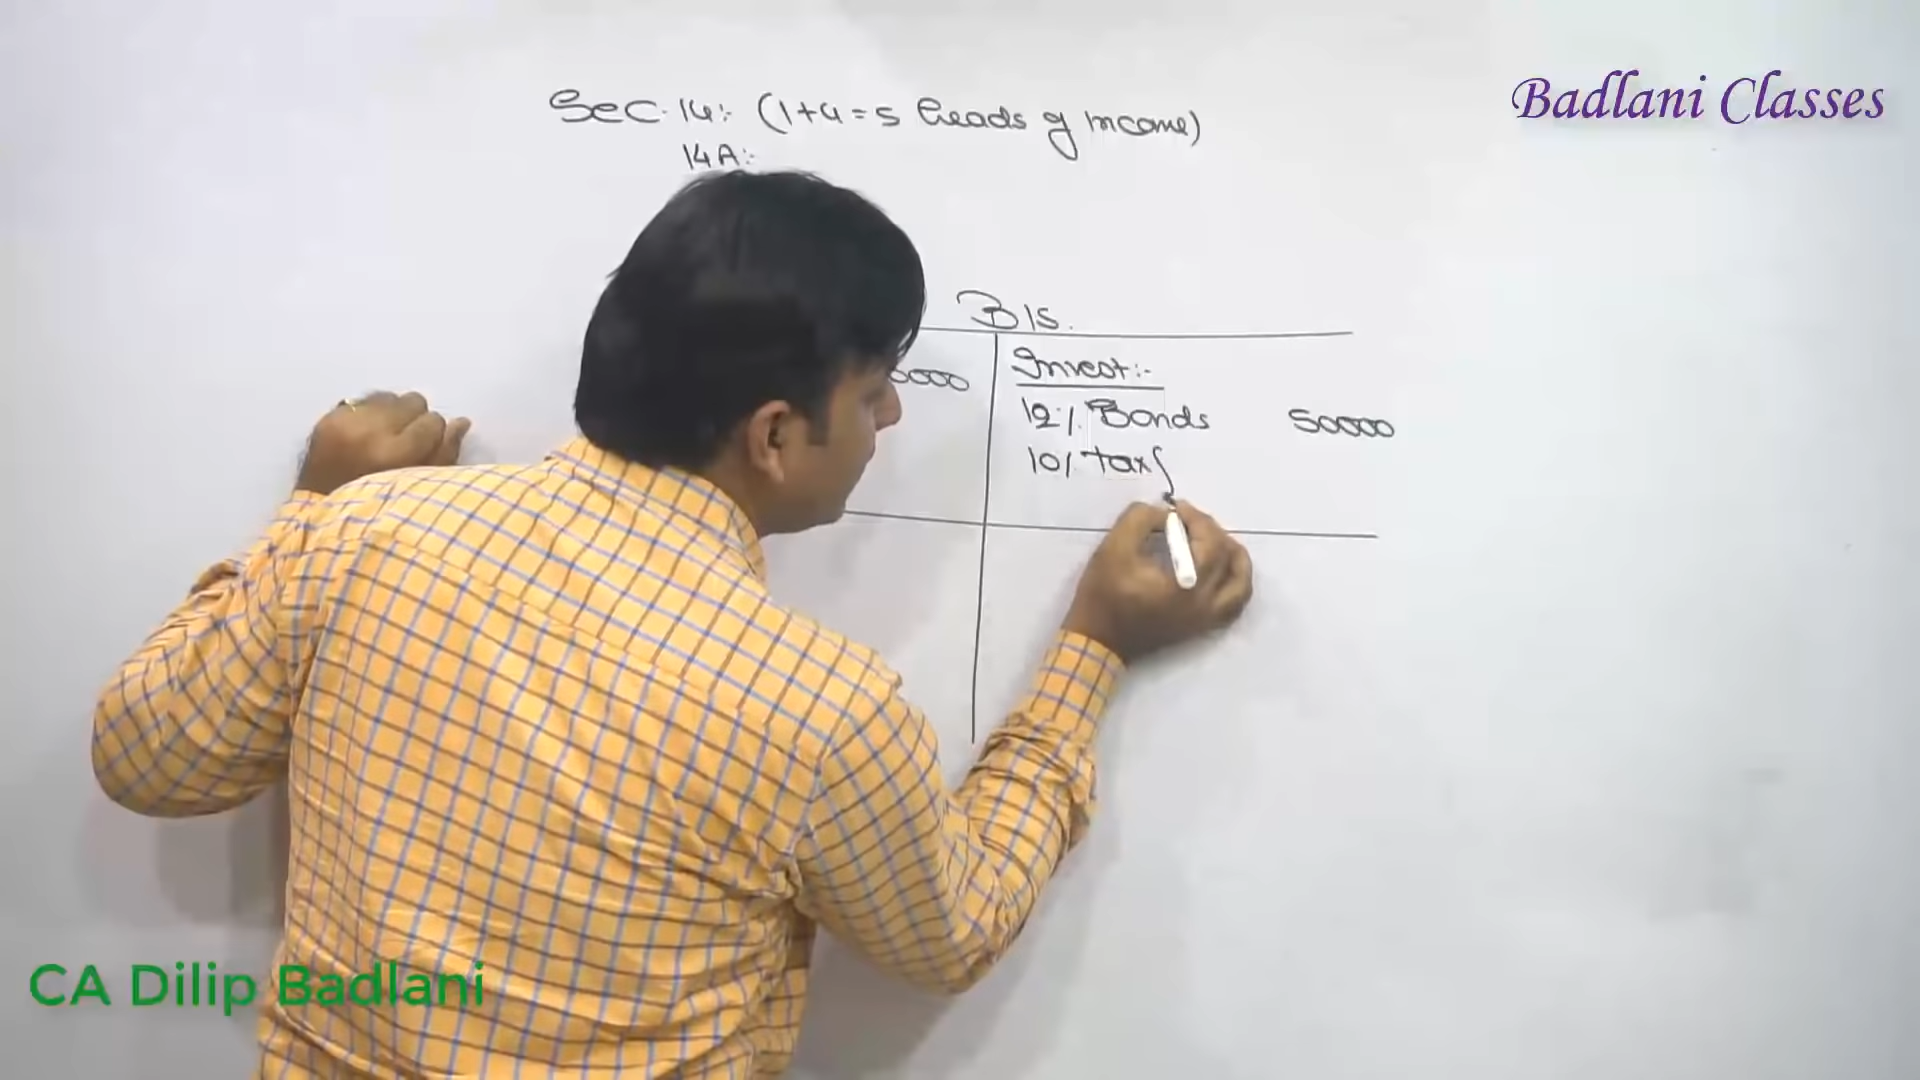 Badlani Classes
Sec. 14:- (1+4=5 heads of income)
14A:-
B/S.
0000
Invest:-
12% Bonds 50000
10% tax f
CA Dilip Badlani